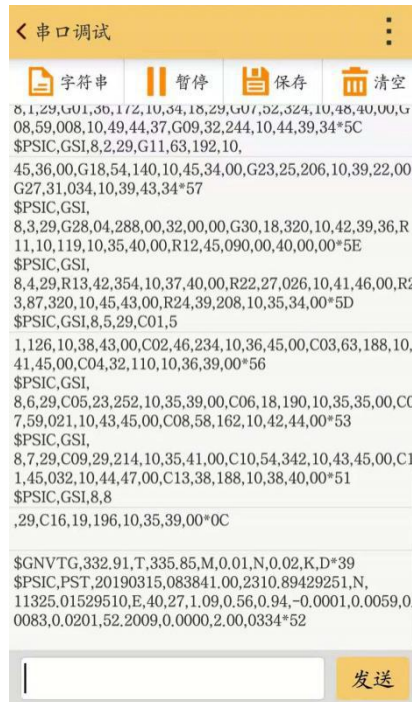 串口调试
字符串
暂停
保存
清空
8,1,29,G01,36,172,10,34,18,29,G07,52,324,10,48,40,00,G
08,59,008,10,49,44,37,G09,32,244,10,44,39,34*5C
$PSIC,GSI,8,2,29,G11,63,192,10,
45,36,00,G18,54,140,10,45,34,00,G23,25,206,10,39,22,00
G27,31,034,10,39,43,34*57
$PSIC,GSI,
8,3,29,G28,04,288,00,32,00,00,G30,18,320,10,42,39,36,R
11,10,119,10,35,40,00,R12,45,090,00,40,00,00*5E
$PSIC,GSI,
8,4,29,R13,42,354,10,37,40,00,R22,27,026,10,41,46,00,R2
3,87,320,10,45,43,00,R24,39,208,10,35,34,00*5D
$PSIC,GSI,8,5,29,C01,5
1,126,10,38,43,00,C02,46,234,10,36,45,00,C03,63,188,10,
41,45,00,C04,32,110,10,36,39,00*56
$PSIC,GSI,
8,6,29,C05,23,252,10,35,39,00,C06,18,190,10,35,35,00,C0
7,59,021,10,43,45,00,C08,58,162,10,42,44,00*53
$PSIC,GSI,
8,7,29,C09,29,214,10,35,41,00,C10,54,342,10,43,45,00,C1
1,45,032,10,44,47,00,C13,38,188,10,38,40,00*51
$PSIC,GSI,8,8
,29,C16,19,196,10,35,39,00*0C
$GNVTG,332.91,T,335.85,M,0.01,N,0.02,K,D*39
$PSIC,PST,20190315,083841.00,2310.89429251,N,
11325.01529510,E,40,27,1.09,0.56,0.94,-0.0001,0.0059,0.
0083,0.0201,52.2009,0.0000,2.00,0334*52
发送